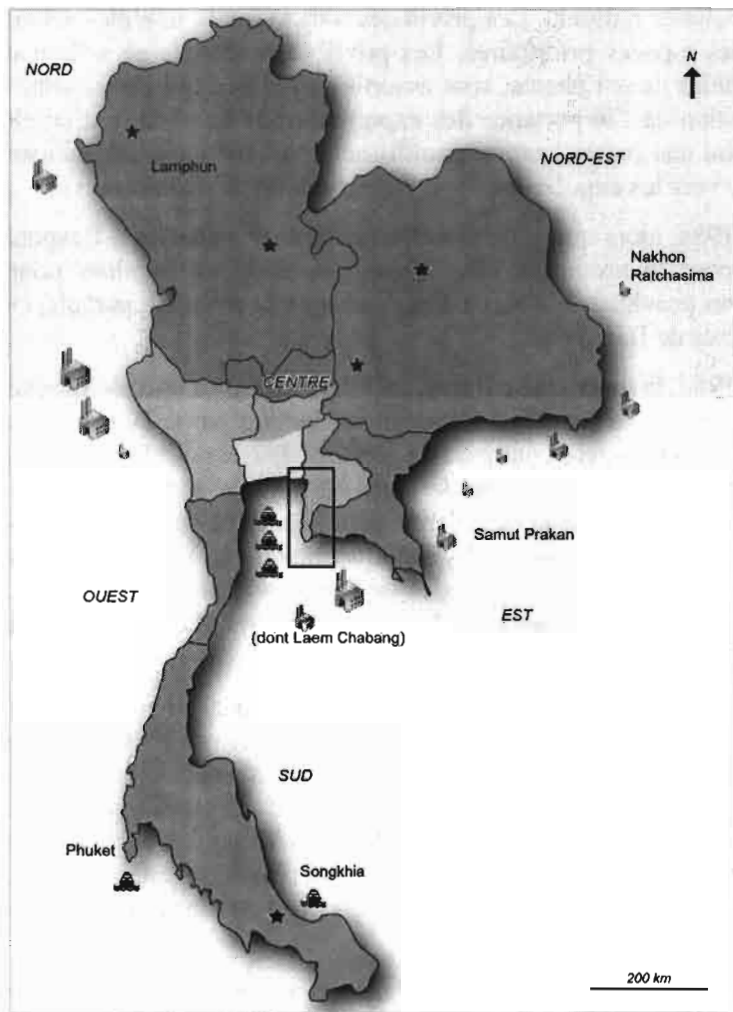 NORD
N
Lamphun
NORD-EST
Nakhon
Ratchasima
CENTRE
Samut Prakan
OUEST
EST
(dont Laem Chabang)
SUD
Phuket
Songkhia
200 km